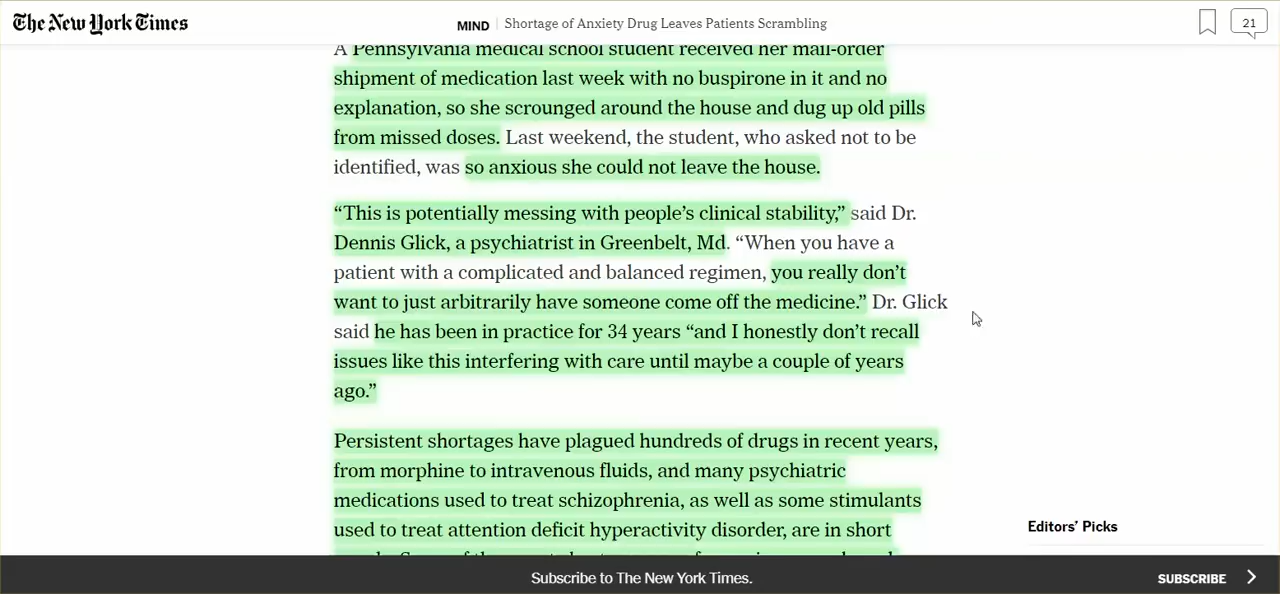 The New York Times
MIND | Shortage of Anxiety Drug Leaves Patients Scrambling
21
A Pennsylvania medical school student received her mail-order
shipment of medication last week with no buspirone in it and no
explanation, so she scrounged around the house and dug up old pills
from missed doses. Last weekend, the student, who asked not to be
identified, was so anxious she could not leave the house.
“This is potentially messing with people’s clinical stability,” said Dr.
Dennis Glick, a psychiatrist in Greenbelt, Md. “When you have a
patient with a complicated and balanced regimen, you really don’t
want to just arbitrarily have someone come off the medicine.” Dr. Glick
said he has been in practice for 34 years “and I honestly don’t recall
issues like this interfering with care until maybe a couple of years
ago.”
Persistent shortages have plagued hundreds of drugs in recent years,
from morphine to intravenous fluids, and many psychiatric
medications used to treat schizophrenia, as well as some stimulants
used to treat attention deficit hyperactivity disorder, are in short
Editors’ Picks
Subscribe to The New York Times.
SUBSCRIBE